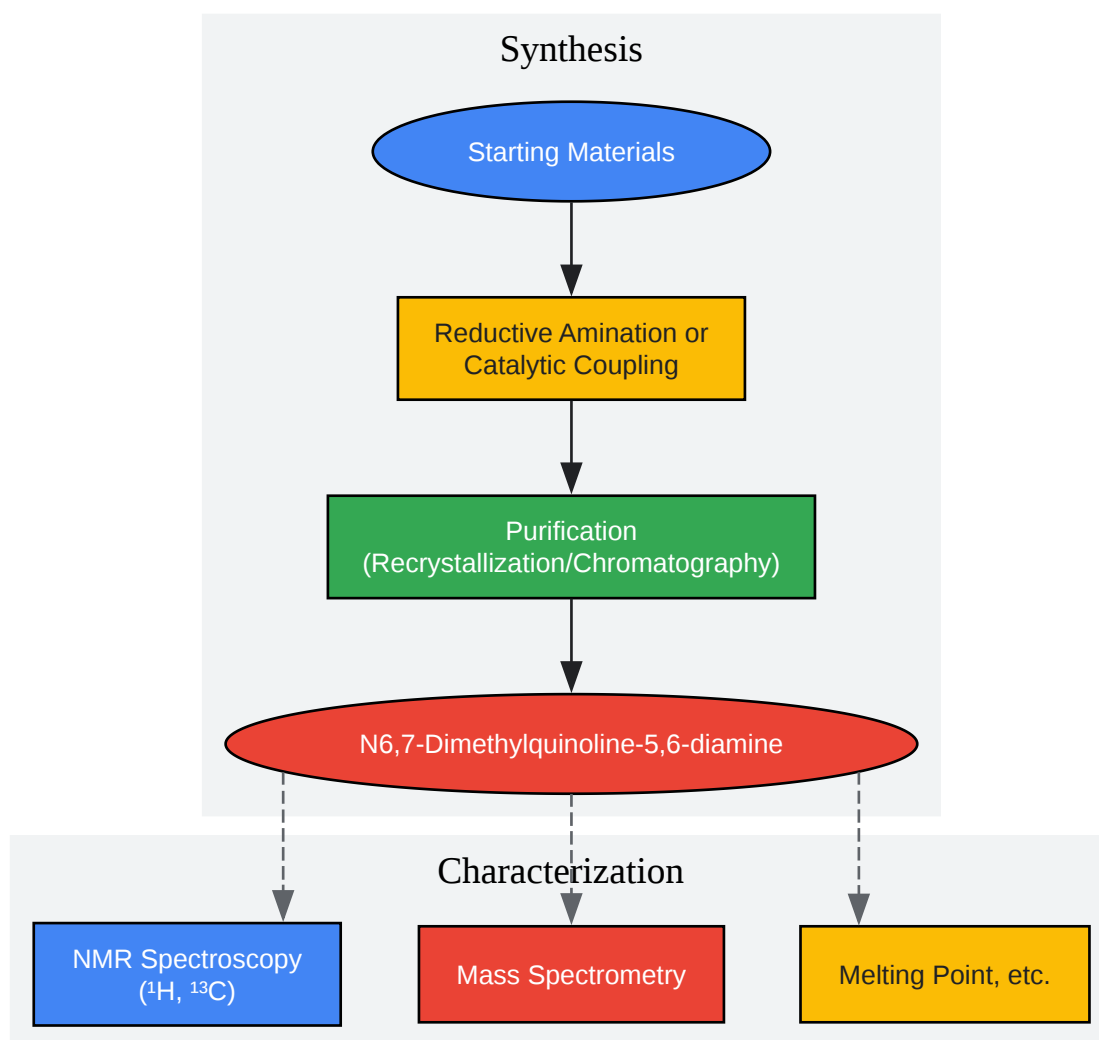 Synthesis
Starting Materials
Reductive Amination or
Catalytic Coupling
Purification
(Recrystallization/Chromatography)
N6,7-Dimethylquinoline-5,6-diamine
Characterization
NMR Spectroscopy
(¹H, ¹³C)
Mass Spectrometry
Melting Point, etc.